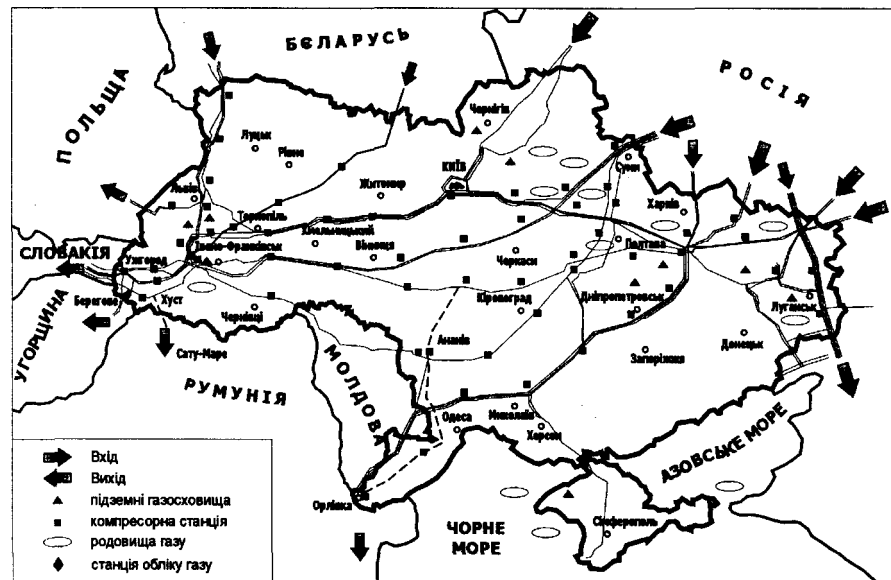 БЄЛАРУСЬ
РОСІЯ
ПОЛЬЩА
Чернігів
Луцьк
Рівне
КИЇВ
Суми
Житомир
Львів
Харків
Тернопіль
Хмельницький
Полтава
Івано-Франківськ
Вінниця
СЛОВАКІЯ
Ужгород
Черкаси
Берегове
Хуст
Кіровоград
Дніпропетровськ
Луганськ
Чернівці
УГОРЩИНА
Сату-Маре
Ананів
Донецьк
Запоріжжя
РУМУНІЯ
МОЛДОВА
Одеса
Миколаїв
Херсон
АЗОВСЬКЕ МОРЕ
Орлівка
ЧОРНЕ
МОРЕ
Сімферополь
Вхід
Вихід
підземні газосховища
компресорна станція
родовища газу
станція обліку газу